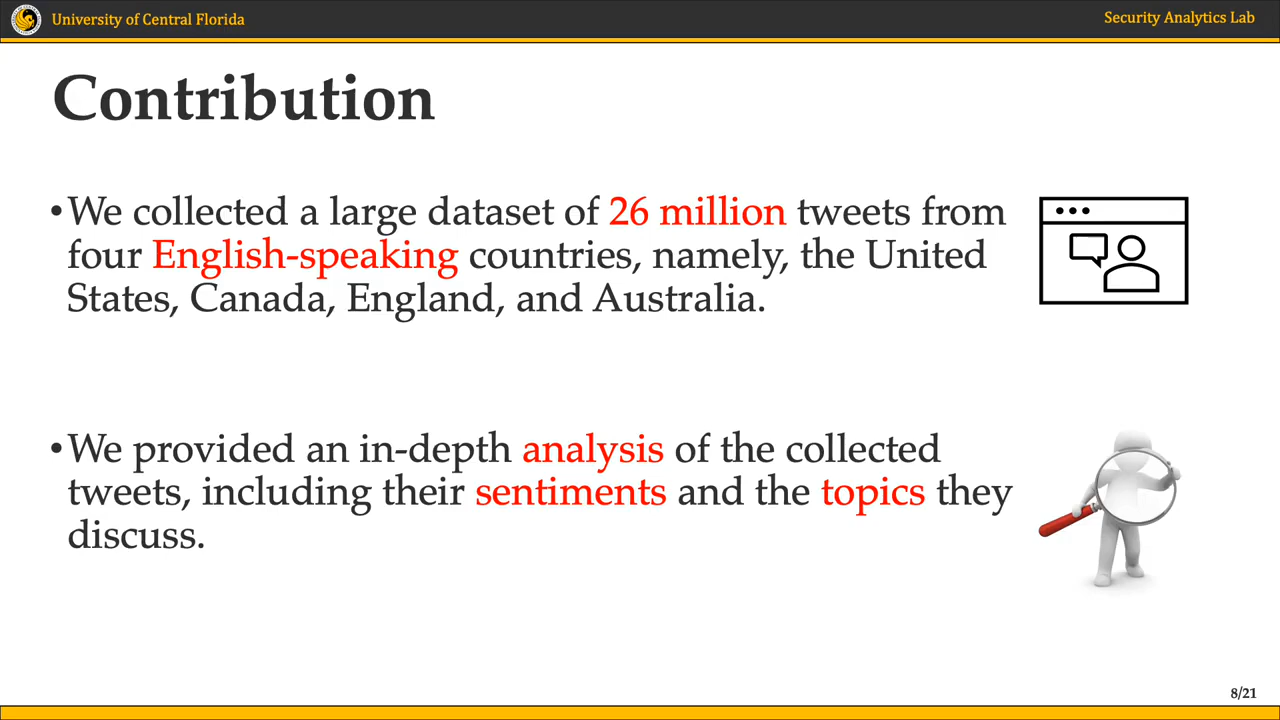 University of Central Florida
Security Analytics Lab
Contribution
•We collected a large dataset of 26 million tweets from
four English-speaking countries, namely, the United
States, Canada, England, and Australia.
•We provided an in-depth analysis of the collected
tweets, including their sentiments and the topics they
discuss.
8/21